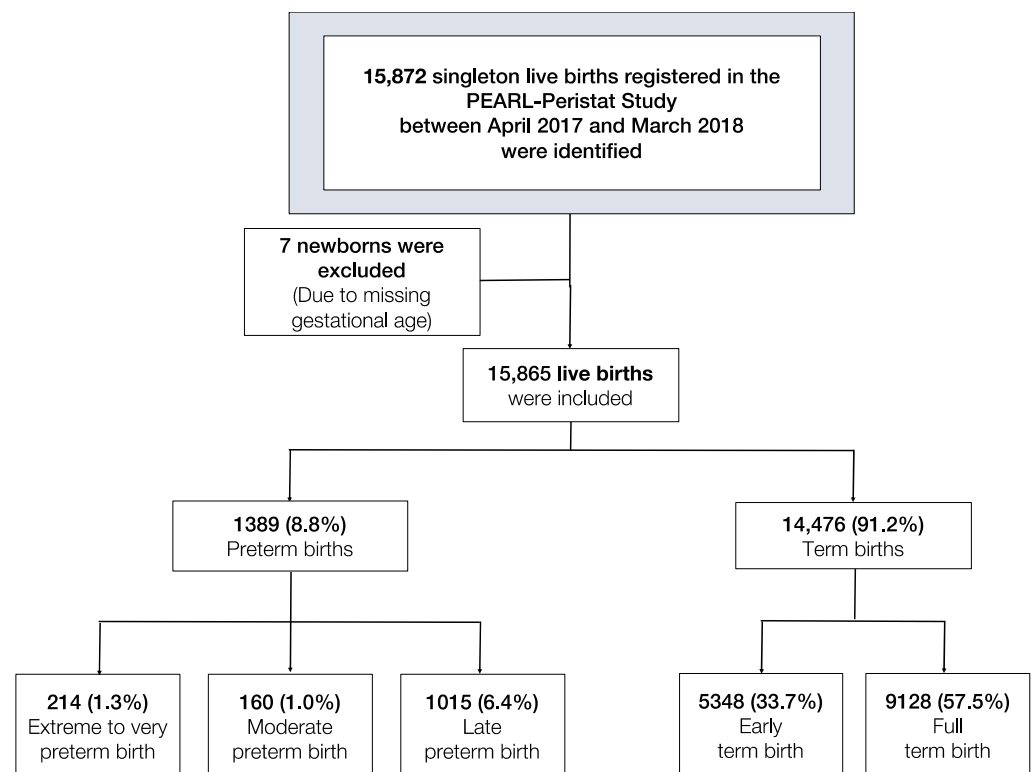 15,872 singleton live births registered in the
PEARL-Peristat Study
between April 2017 and March 2018
were identified
7 newborns were
excluded
(Due to missing
gestational age)
15,865 live births
were included
1389 (8.8%)
Preterm births
14,476 (91.2%)
Term births
214 (1.3%)
Extreme to very
preterm birth
160 (1.0%)
Moderate
preterm birth
1015 (6.4%)
Late
preterm birth
5348 (33.7%)
Early
term birth
9128 (57.5%)
Full
term birth